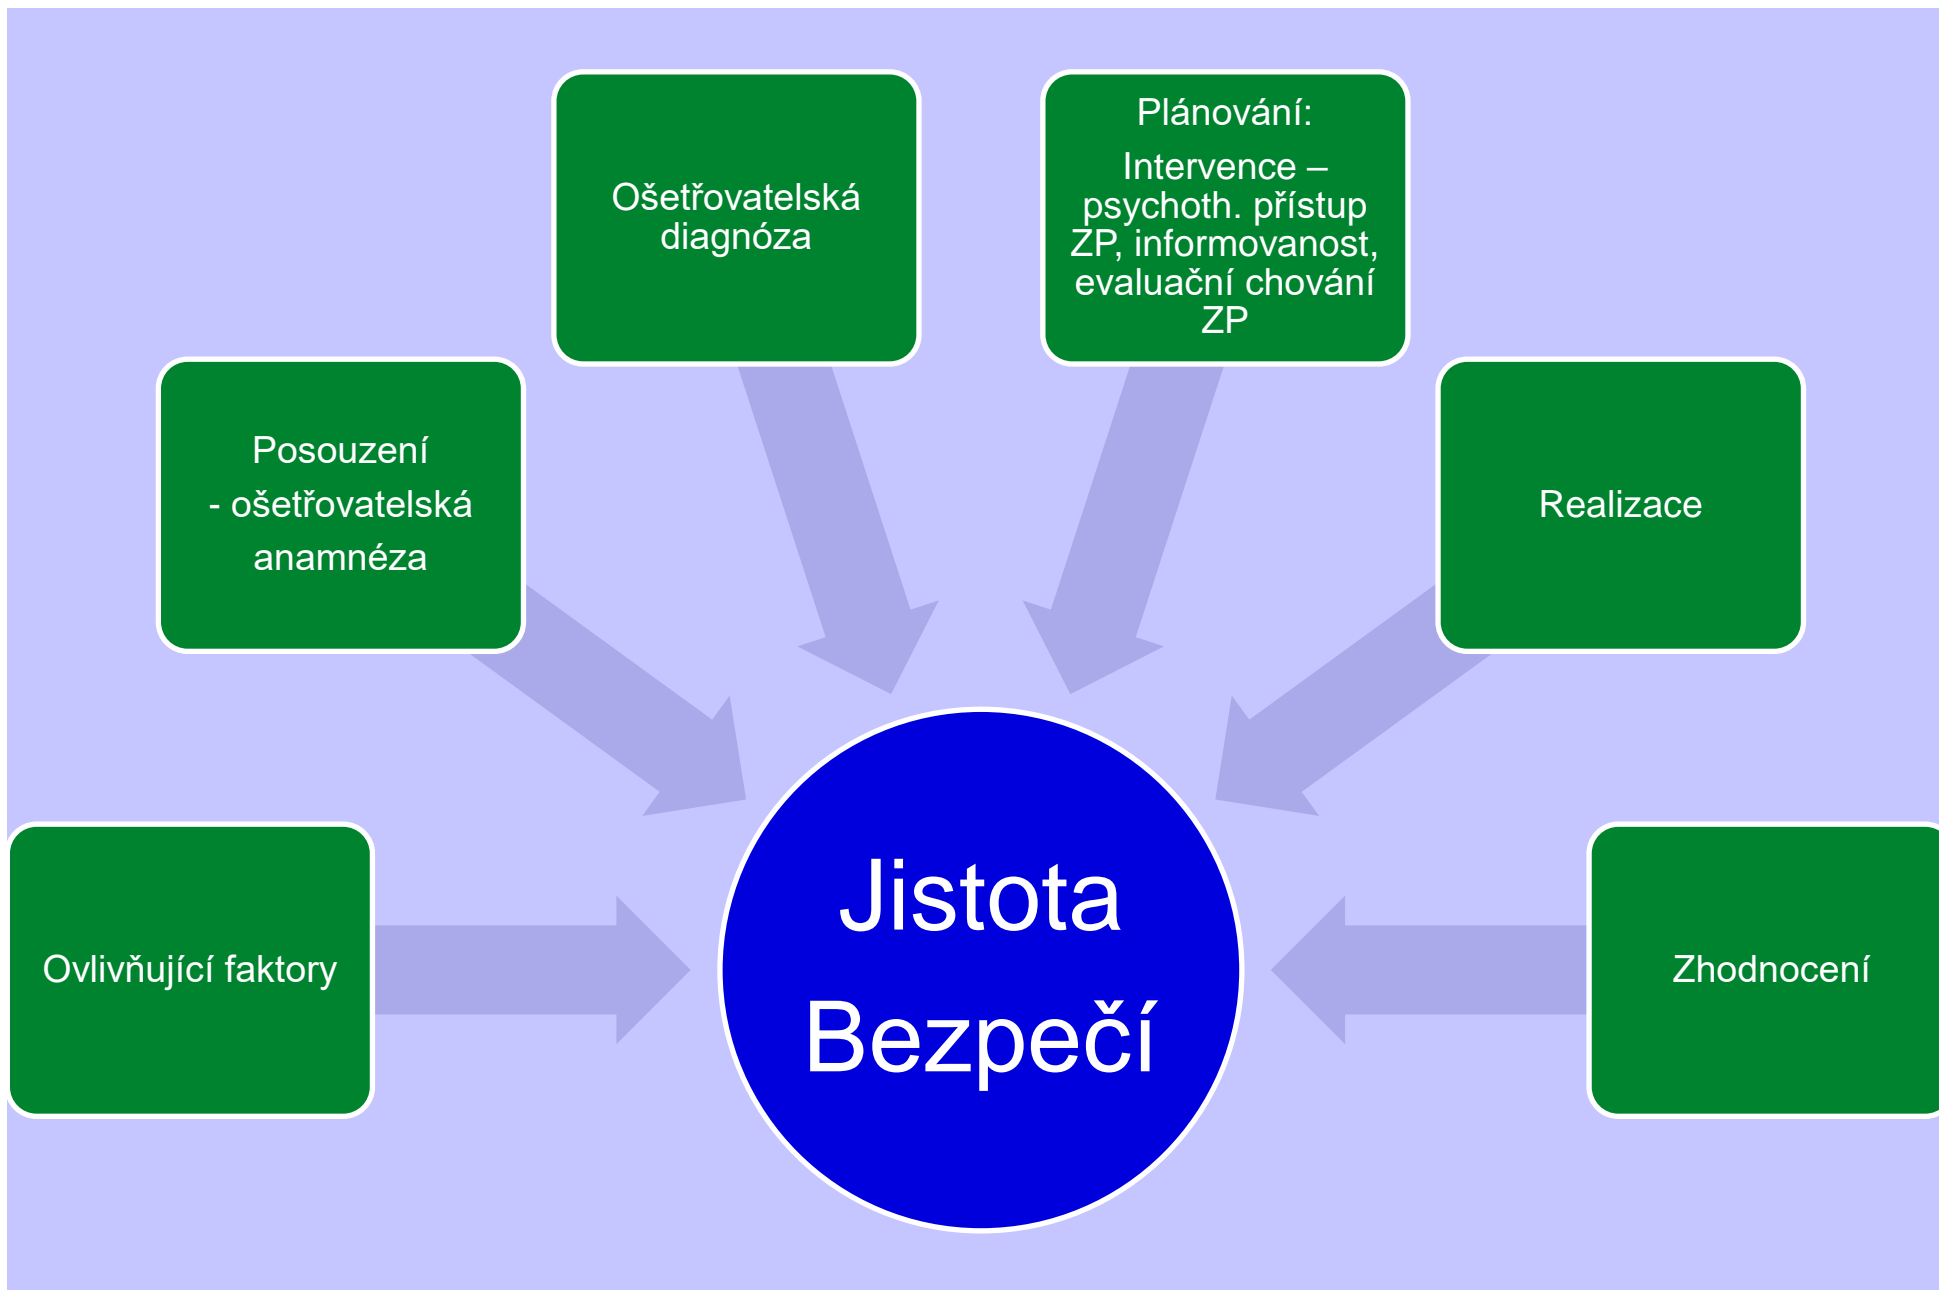 Plánování:
Intervence –
psychoth. přístup
ZP, informovanost,
evaluační chování
ZP
Ošetřovatelská
diagnóza
Posouzení
- ošetřovatelská
anamnéza
Realizace
Ovlivňující faktory
Jistota
Bezpečí
Zhodnocení